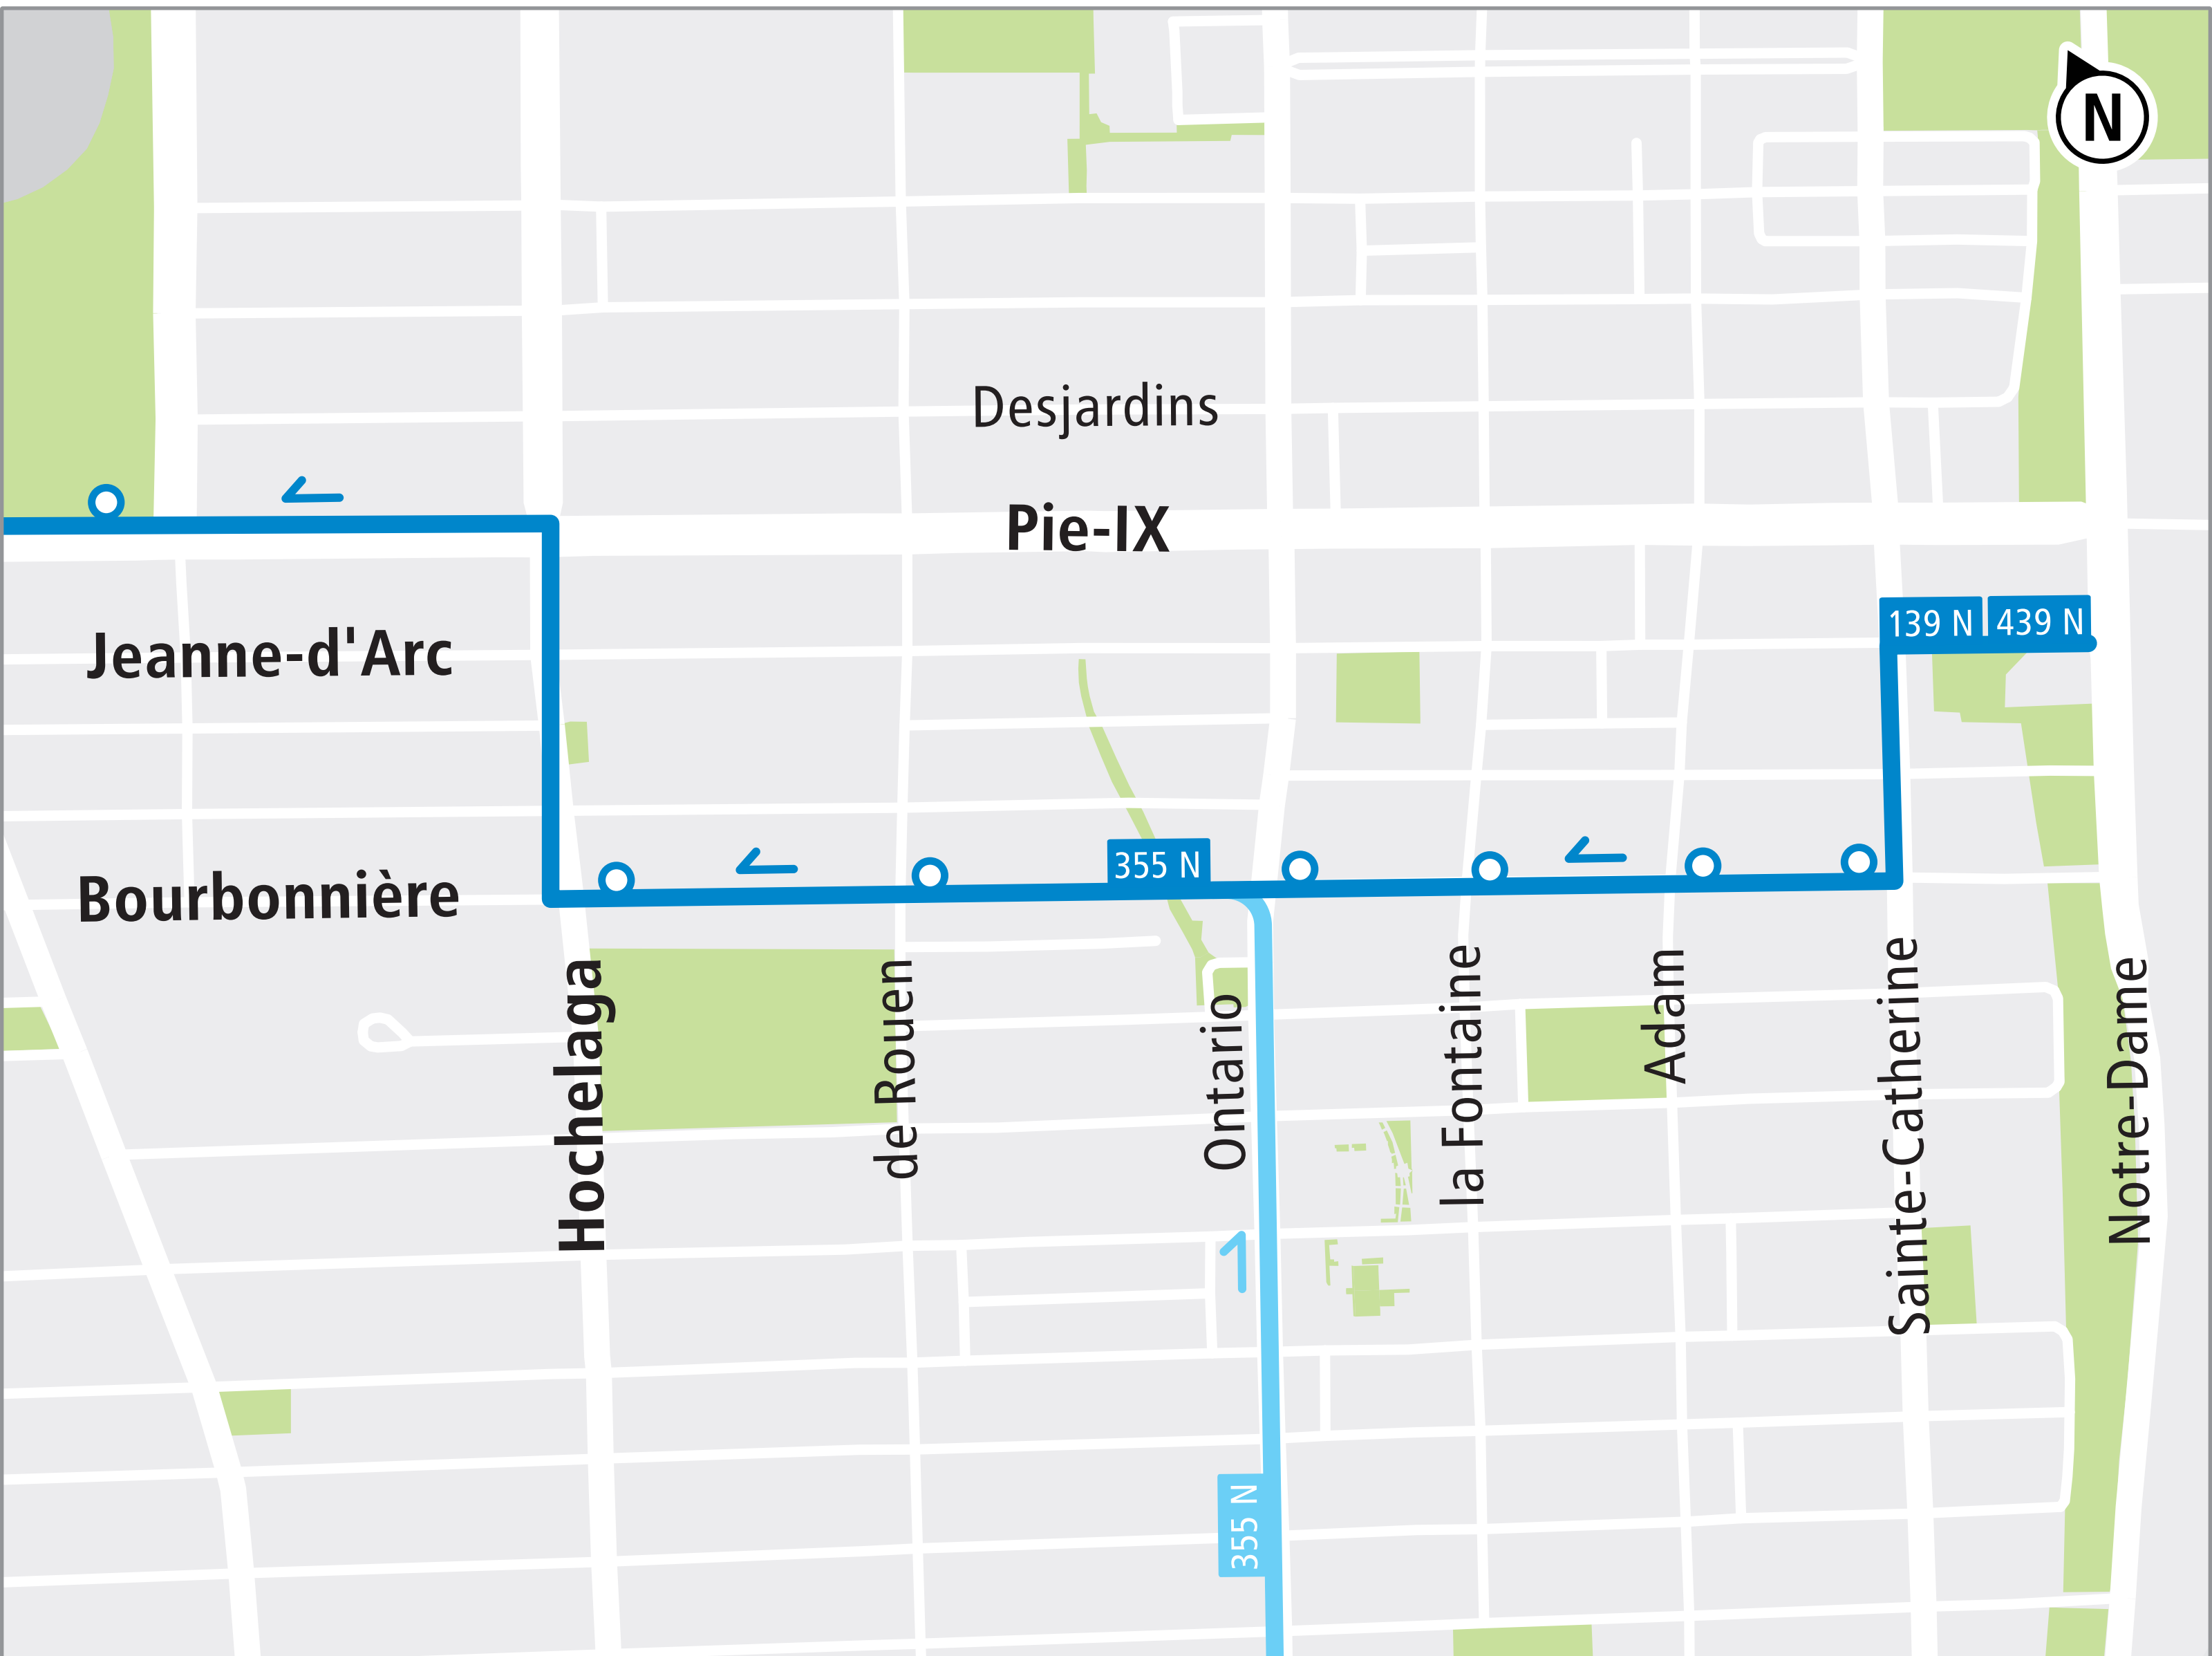 N
Desjardins
Pie-IX
139 N
439 N
Jeanne-d'Arc
355 N
Bourbonnière
Hochelaga
de Rouen
Ontario
la Fontaine
Adam
Sainte-Catherine
Notre-Dame
355 N